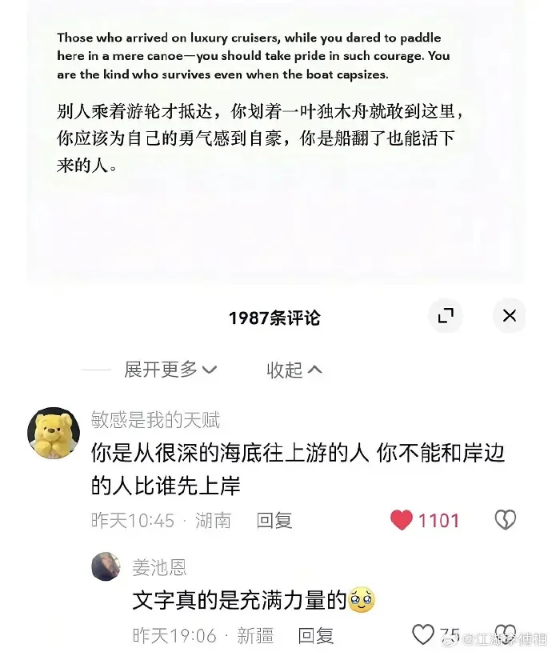 Those who arrived on luxury cruisers, while you dared to paddle
here in a mere canoe—you should take pride in such courage. You
are the kind who survives even when the boat capsizes.
别人乘着游轮才抵达，你划着一叶独木舟就敢到这里，
你应该为自己的勇气感到自豪，你是船翻了也能活下
来的人。
1987条评论
展开更多 收起
敏感是我的天赋
你是从很深的海底往上游的人 你不能和岸边
的人比谁先上岸
昨天10:45 · 湖南 回复 1101
姜池恩
文字真的是充满力量的🥹
昨天19:06 · 新疆 回复 75